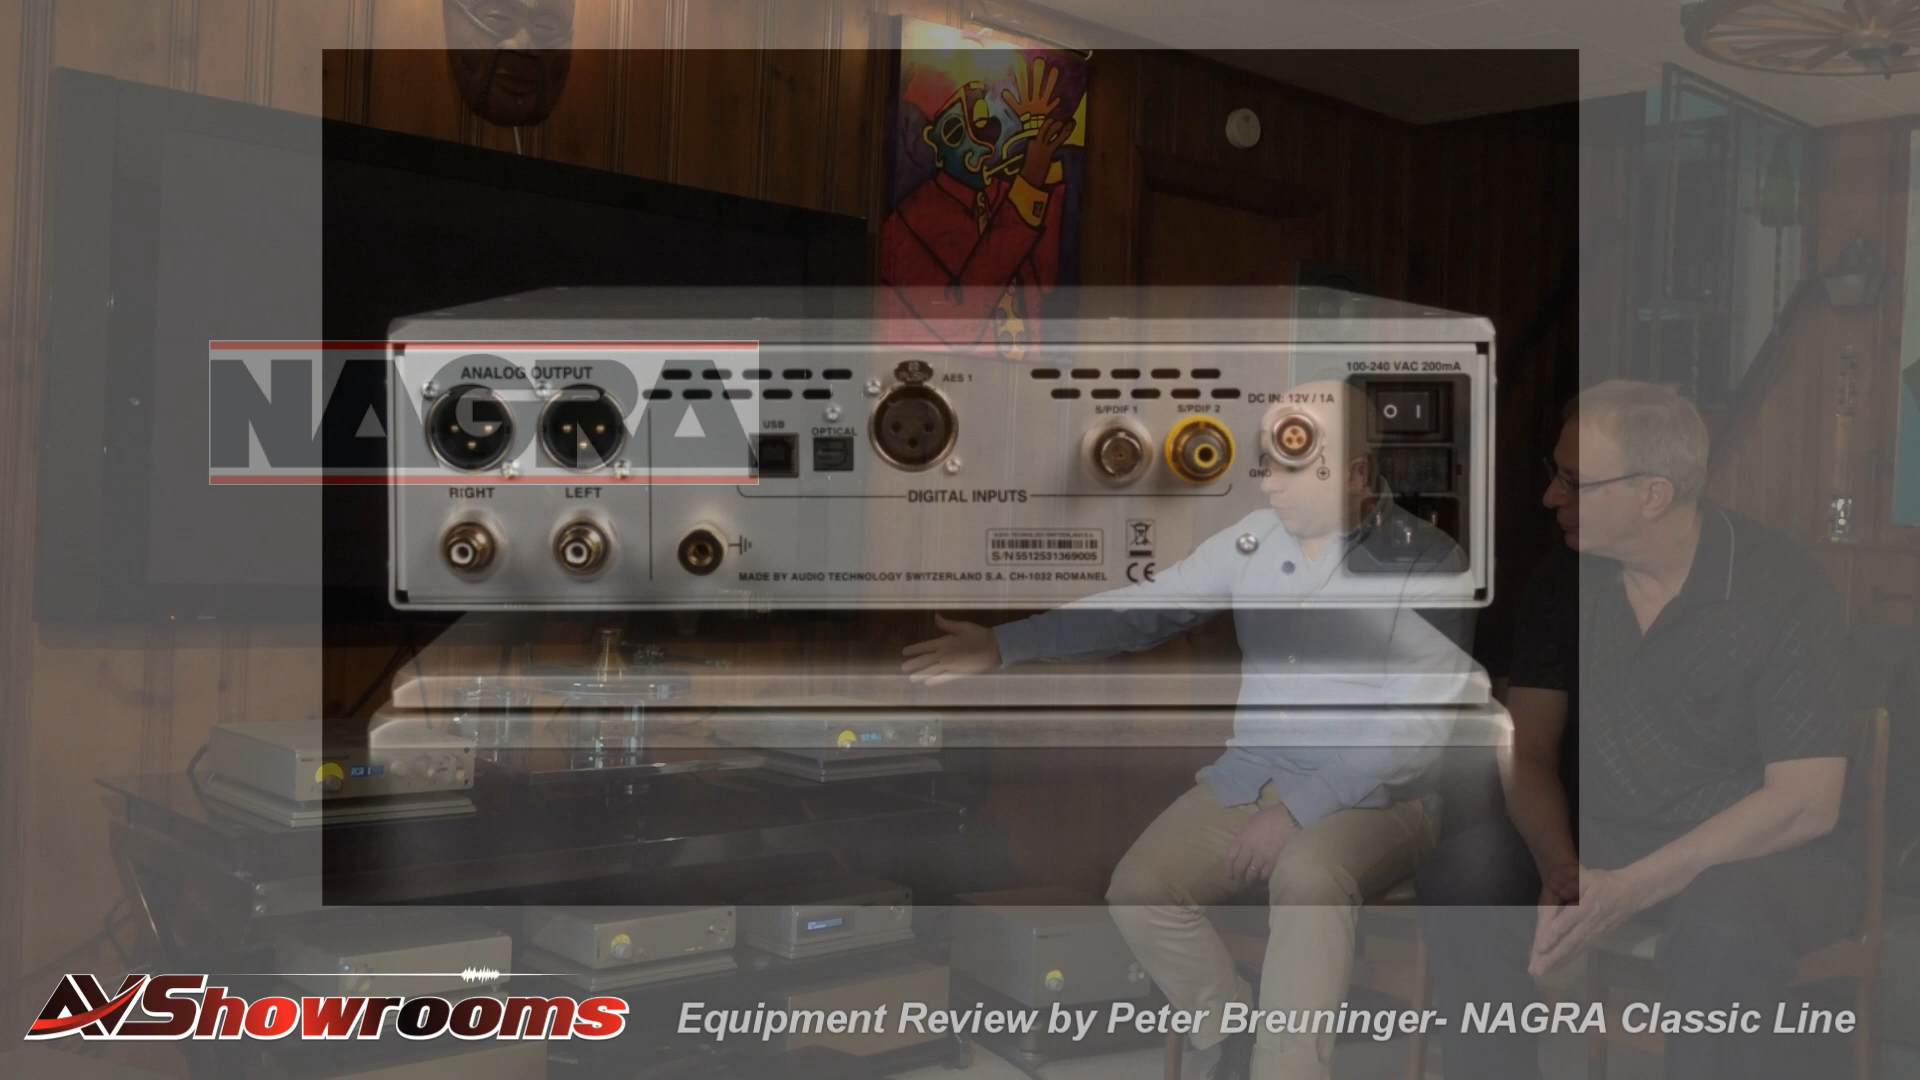 NAGRA
ANALOG OUTPUT
RIGHT
LEFT
USB
OPTICAL
PUSH
AES 1
S/PDIF 1
S/PDIF 2
DIGITAL INPUTS
DC IN: 12V / 1A
GND
100-240 VAC 200mA
O I
S/N 5512531369005
MADE BY AUDIO TECHNOLOGY SWITZERLAND S.A. CH-1032 ROMANEL
CE
AVShowrooms
Equipment Review by Peter Breuninger- NAGRA Classic Line